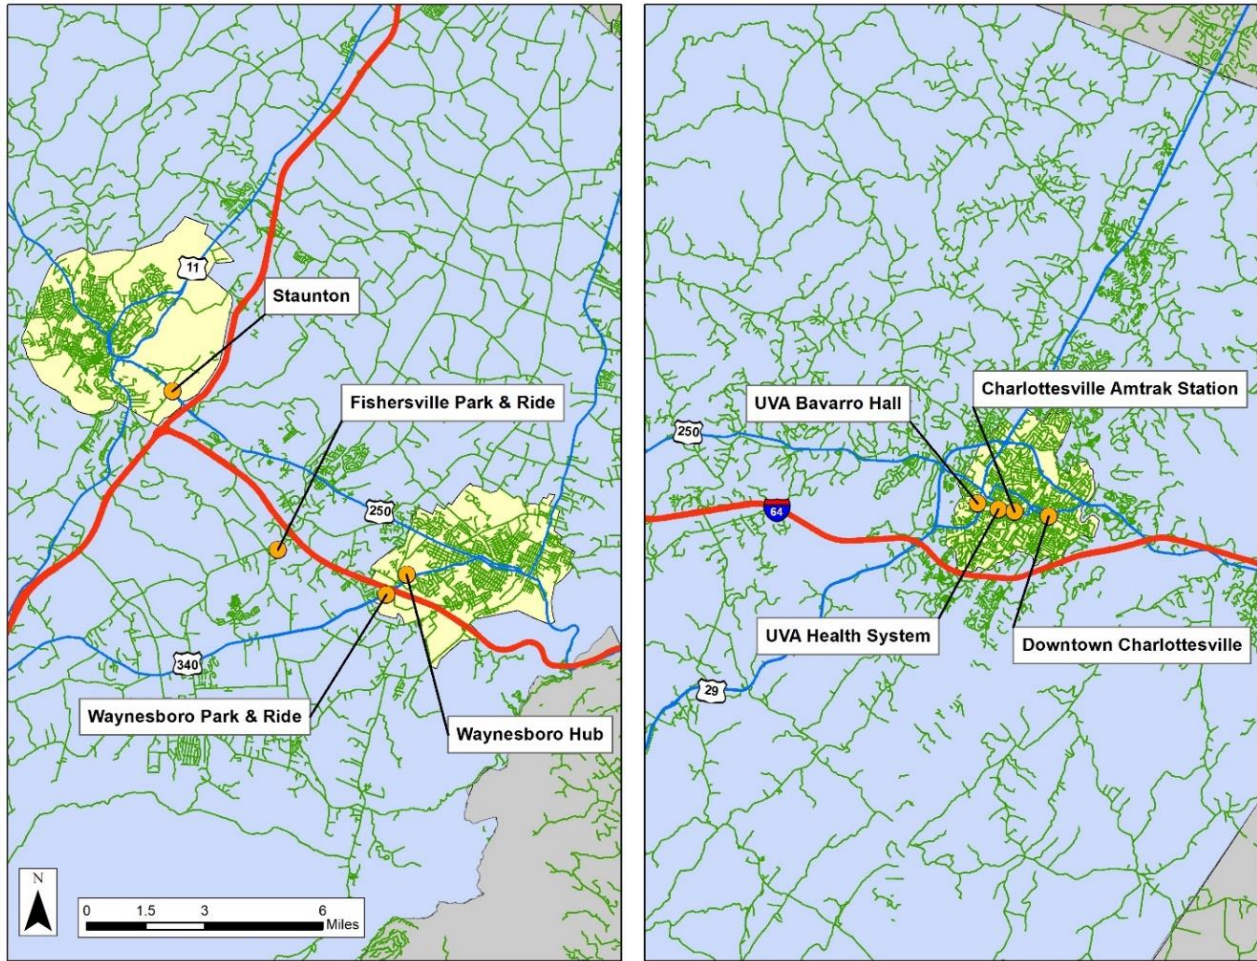 11
Staunton
Fishersville Park & Ride
250
340
Waynesboro Park & Ride
Waynesboro Hub
N
0 1.5 3 6
Miles
Charlottesville Amtrak Station
UVA Bavarro Hall
250
64
UVA Health System
Downtown Charlottesville
29